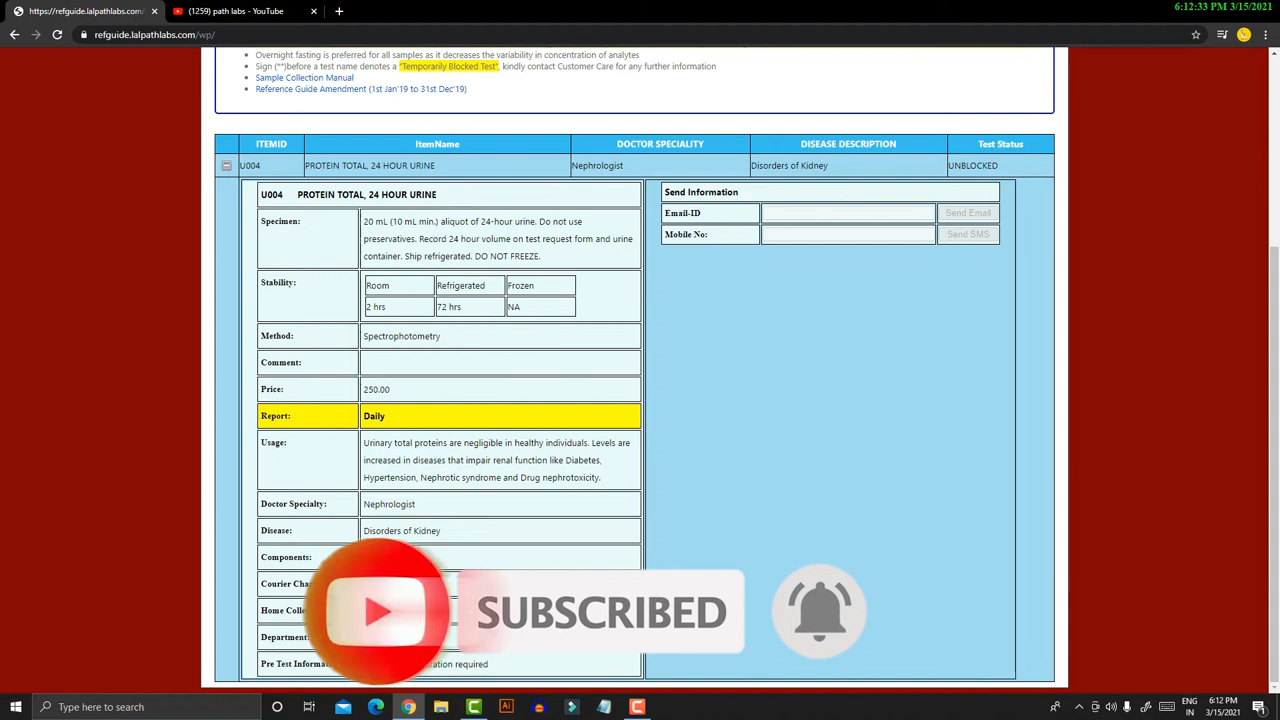 6:12:33 PM 3/15/2021
https://refguide.lalpathlabs.com/
(1259) path labs - YouTube
refguide.lalpathlabs.com/wp/
Overnight fasting is preferred for all samples as it decreases the variability in concentration of analytes
Sign (**)before a test name denotes a "Temporarily Blocked Test", kindly contact Customer Care for any further information
Sample Collection Manual
Reference Guide Amendment (1st Jan'19 to 31st Dec'19)
ITEMID ItemName DOCTOR SPECIALITY DISEASE DESCRIPTION Test Status
U004 PROTEIN TOTAL, 24 HOUR URINE Nephrologist Disorders of Kidney UNBLOCKED
U004 PROTEIN TOTAL, 24 HOUR URINE
Specimen: 20 mL (10 mL min.) aliquot of 24-hour urine. Do not use
preservatives. Record 24 hour volume on test request form and urine
container. Ship refrigerated. DO NOT FREEZE.
Stability: Room Refrigerated Frozen
2 hrs 72 hrs NA
Method: Spectrophotometry
Comment:
Price: 250.00
Report: Daily
Usage: Urinary total proteins are negligible in healthy individuals. Levels are
increased in diseases that impair renal function like Diabetes,
Hypertension, Nephrotic syndrome and Drug nephrotoxicity.
Doctor Specialty: Nephrologist
Disease: Disorders of Kidney
Components:
Courier Cha
Home Colle
Department:
Pre Test Informat required
Send Information
Email-ID Send Email
Mobile No: Send SMS
SUBSCRIBED
Type here to search
ENG
IN
6:12 PM
3/15/2021